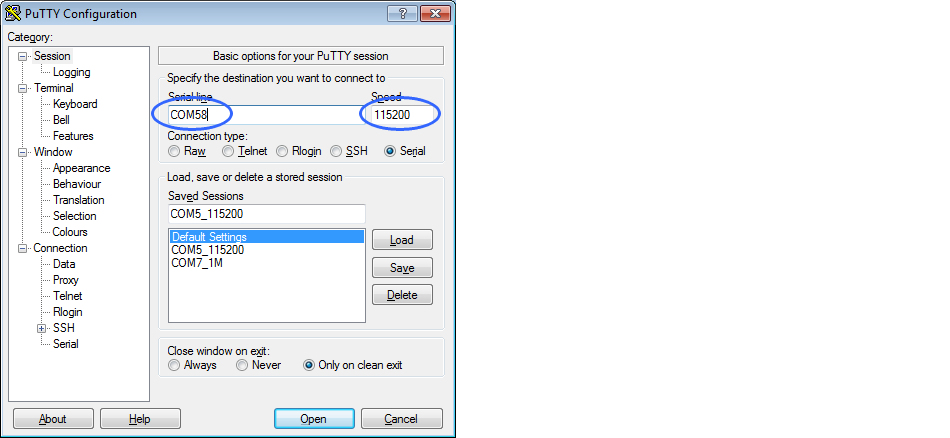 PuTTY Configuration
Category:
Session
Logging
Terminal
Keyboard
Bell
Features
Window
Appearance
Behaviour
Translation
Selection
Colours
Connection
Data
Proxy
Telnet
Rlogin
SSH
Serial
Basic options for your PuTTY session
Specify the destination you want to connect to
Serial line Speed
COM58 115200
Connection type:
Raw Telnet Rlogin SSH Serial
Load, save or delete a stored session
Saved Sessions
COM5_115200
Default Settings
COM5_115200
COM7_1M
Load
Save
Delete
Close window on exit:
Always Never Only on clean exit
About Help Open Cancel